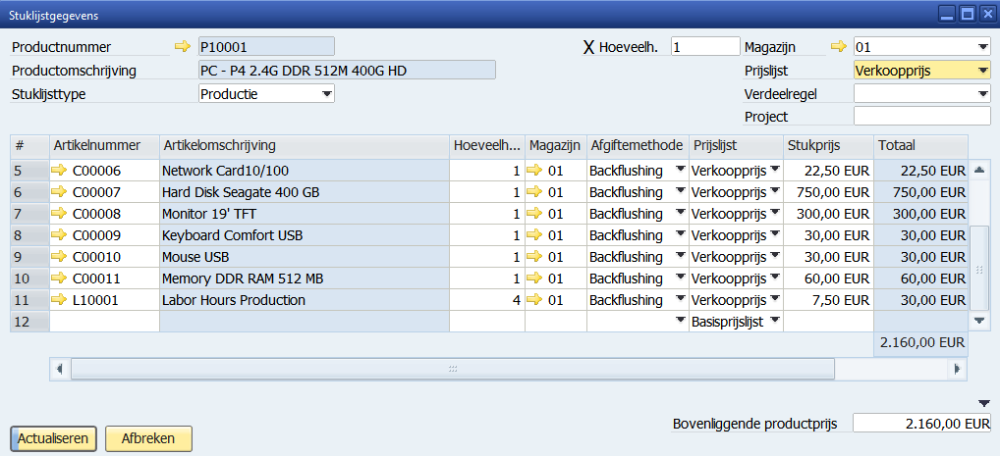 Stuklijstgegevens
Productnummer P10001 X Hoeveelh. 1 Magazijn 01
Productomschrijving PC - P4 2.4G DDR 512M 400G HD Prijslijst Verkoopprijs
Stuklijsttype Productie Verdeelregel
Project
# Artikelnummer Artikelomschrijving Hoeveelh... Magazijn Afgiftemethode Prijslijst Stukprijs Totaal
5 C00006 Network Card10/100 1 01 Backflushing Verkoopprijs 22,50 EUR 22,50 EUR
6 C00007 Hard Disk Seagate 400 GB 1 01 Backflushing Verkoopprijs 750,00 EUR 750,00 EUR
7 C00008 Monitor 19' TFT 1 01 Backflushing Verkoopprijs 300,00 EUR 300,00 EUR
8 C00009 Keyboard Comfort USB 1 01 Backflushing Verkoopprijs 30,00 EUR 30,00 EUR
9 C00010 Mouse USB 1 01 Backflushing Verkoopprijs 30,00 EUR 30,00 EUR
10 C00011 Memory DDR RAM 512 MB 1 01 Backflushing Verkoopprijs 60,00 EUR 60,00 EUR
11 L10001 Labor Hours Production 4 01 Backflushing Verkoopprijs 7,50 EUR 30,00 EUR
12 Basisprijslijst
2.160,00 EUR
Bovenliggende productprijs 2.160,00 EUR
Actualiseren Afbreken